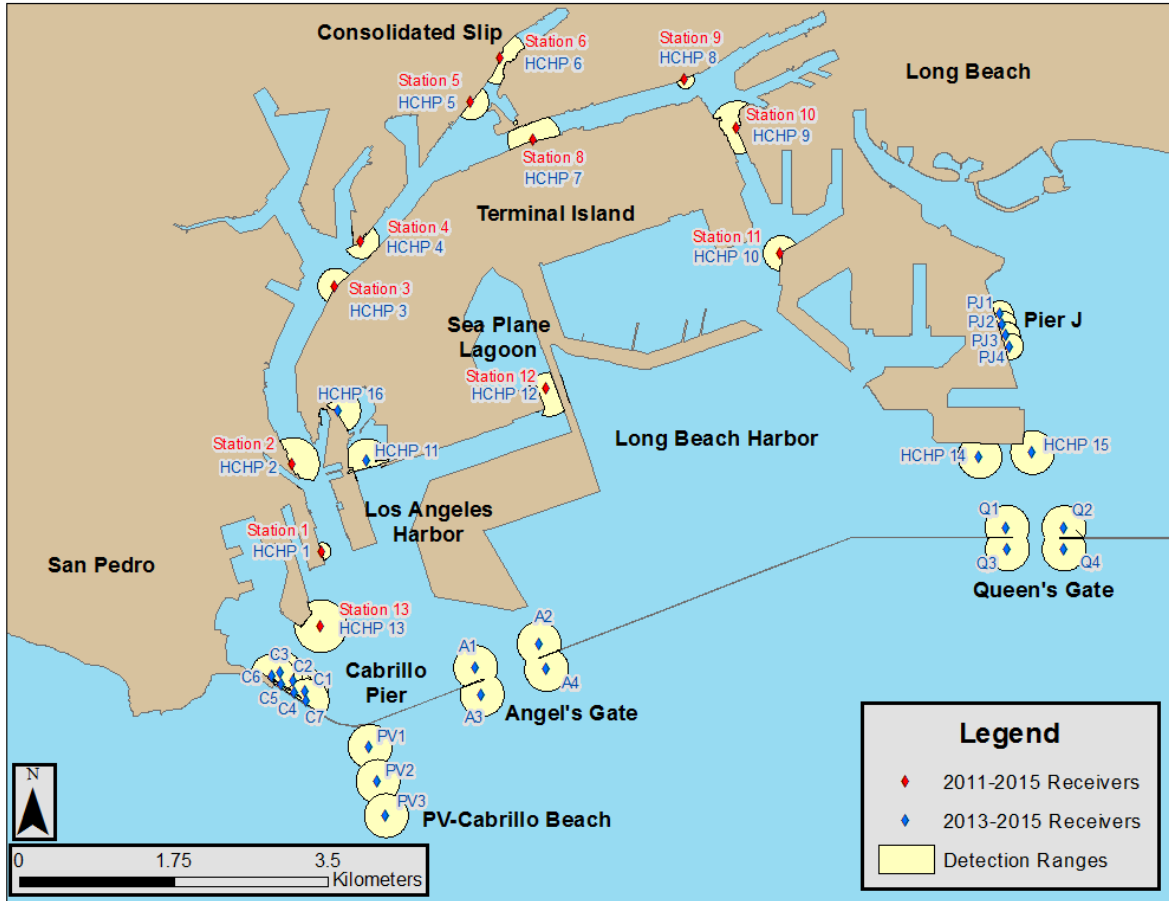 Consolidated Slip
Station 6
HCHP 6
Station 9
HCHP 8
Long Beach
Station 5
HCHP 5
Station 10
HCHP 9
Station 8
HCHP 7
Terminal Island
Station 4
HCHP 4
Station 11
HCHP 10
Station 3
HCHP 3
PJ1
PJ2
PJ3
PJ4
Pier J
Sea Plane
Lagoon
Station 12
HCHP 12
HCHP 16
Station 2
HCHP 2
HCHP 11
Long Beach Harbor
HCHP 14
HCHP 15
Los Angeles
Harbor
Station 1
HCHP 1
San Pedro
Q1
Q2
Q3
Q4
Queen's Gate
Station 13
HCHP 13
C3
C2
C6
C1
C5
C4
C7
Cabrillo
Pier
A1
A2
A3
A4
Angel's Gate
PV1
PV2
PV3
PV-Cabrillo Beach
N
0
1.75
3.5
Kilometers
Legend
2011-2015 Receivers
2013-2015 Receivers
Detection Ranges